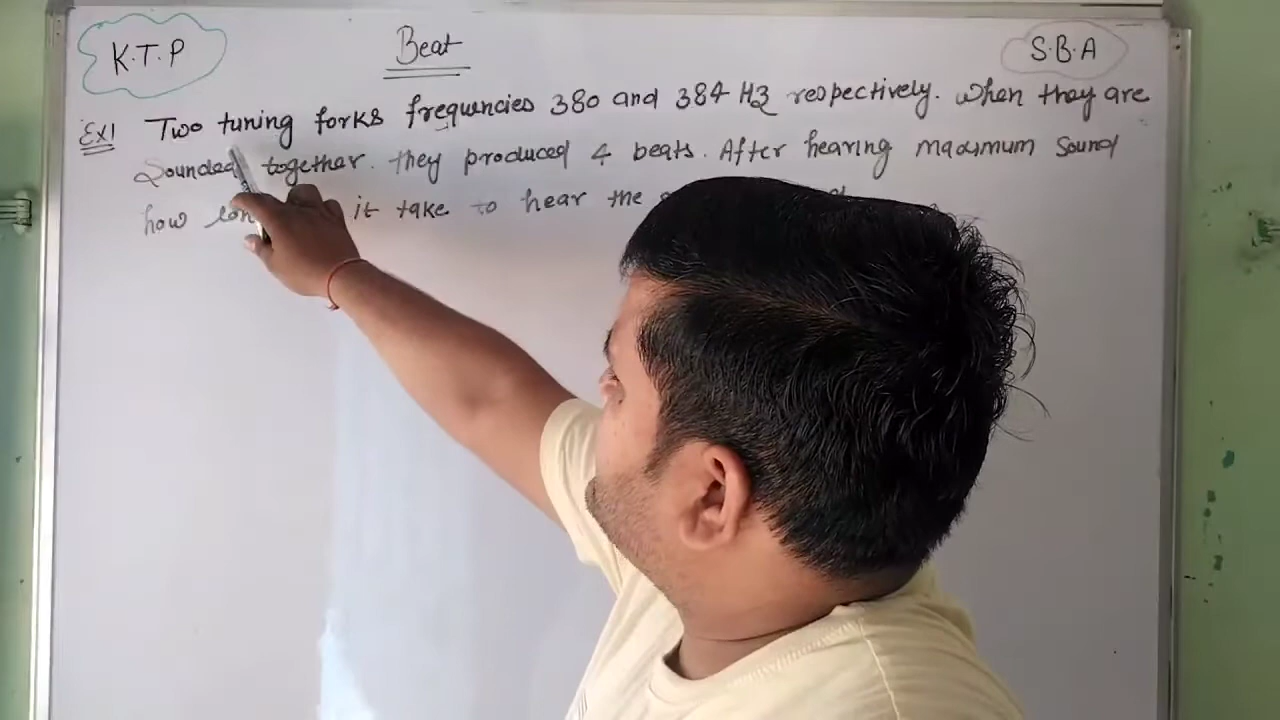 K.T.P
Beat
S.B.A
Ex1 Two tuning forks frequencies 380 and 384 Hz respectively. When they are
Sounded together. they produced 4 beats. After hearing maximum sound
how it take to hear the